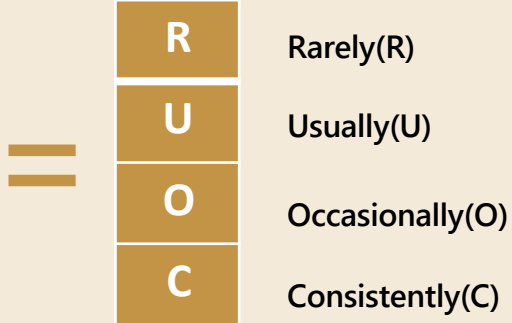 =
R Rarely(R)
U Usually(U)
O Occasionally(O)
C Consistently(C)